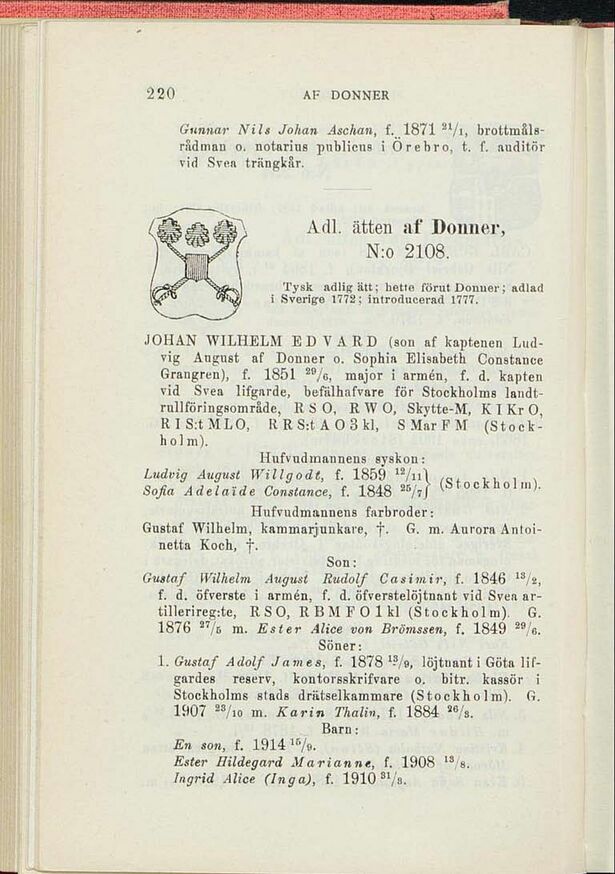 220 AF DONNER
Gunnar Nils Johan Aschan, f. 1871 21/1, brottmåls-
rådman o. notarius publicus i Örebro, t. f. auditör
vid Svea trängkår.
Adl. ätten af Donner,
N:o 2108.
Tysk adlig ätt; hette förut Donner; adlad
i Sverige 1772; introducerad 1777.
JOHAN WILHELM EDVARD (son af kaptenen Lud-
vig August af Donner o. Sophia Elisabeth Constance
Grangren), f. 1851 29/6, major i armén, f. d. kapten
vid Svea lifgarde, befälhafvare för Stockholms landt-
rullföringsområde, RSO, RWO, Skytte-M, KIKrO,
RIS:tMLO, RRS:tAO3kl, SMarFM (Stock-
holm).
Hufvudmannens syskon:
Ludvig August Willgodt, f. 1859 12/11 }
Sofia Adelaïde Constance, f. 1848 25/7 } (Stockholm).
Hufvudmannens farbroder:
Gustaf Wilhelm, kammarjunkare, †. G. m. Aurora Antoi-
netta Koch, †.
Son:
Gustaf Wilhelm August Rudolf Casimir, f. 1846 13/2,
f. d. öfverste i armén, f. d. öfverstelöjtnant vid Svea ar-
tillerireg:te, RSO, RBMFO1kl (Stockholm). G.
1876 27/5 m. Ester Alice von Brömssen, f. 1849 29/6.
Söner:
1. Gustaf Adolf James, f. 1878 13/9, löjtnant i Göta lif-
gardes reserv, kontorsskrifvare o. bitr. kassör i
Stockholms stads drätselkammare (Stockholm). G.
1907 23/10 m. Karin Thalin, f. 1884 26/3.
Barn:
En son, f. 1914 15/9.
Ester Hildegard Marianne, f. 1908 13/8.
Ingrid Alice (Inga), f. 1910 31/3.